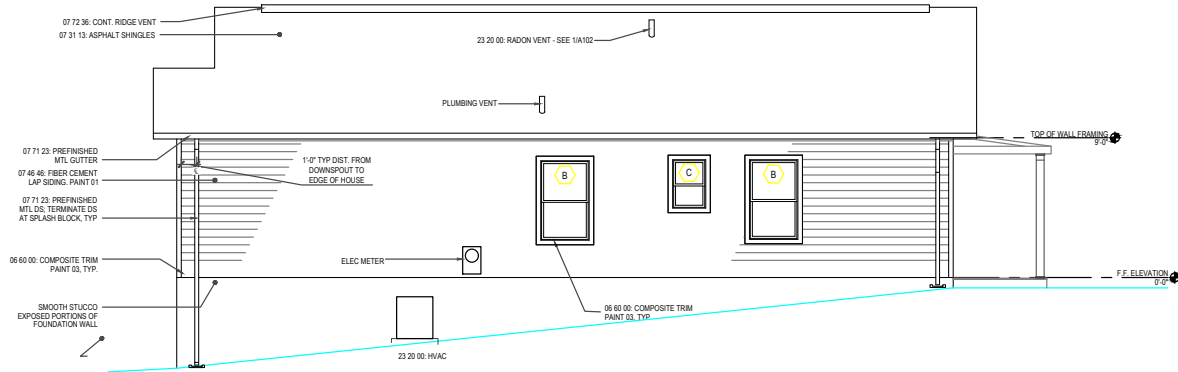 07 72 36: CONT. RIDGE VENT
07 31 13: ASPHALT SHINGLES
23 20 00: RADON VENT - SEE 1/A102
PLUMBING VENT
TOP OF WALL FRAMING
9'-0"
07 71 23: PREFINISHED
MTL GUTTER
07 46 46: FIBER CEMENT
LAP SIDING. PAINT 01
07 71 23: PREFINISHED
MTL DS; TERMINATE DS
AT SPLASH BLOCK, TYP
1'-0" TYP DIST. FROM
DOWNSPOUT TO
EDGE OF HOUSE
B
C
B
06 60 00: COMPOSITE TRIM
PAINT 03, TYP.
ELEC METER
F.F. ELEVATION
0'-0"
SMOOTH STUCCO
EXPOSED PORTIONS OF
FOUNDATION WALL
06 60 00: COMPOSITE TRIM
PAINT 03, TYP.
23 20 00: HVAC